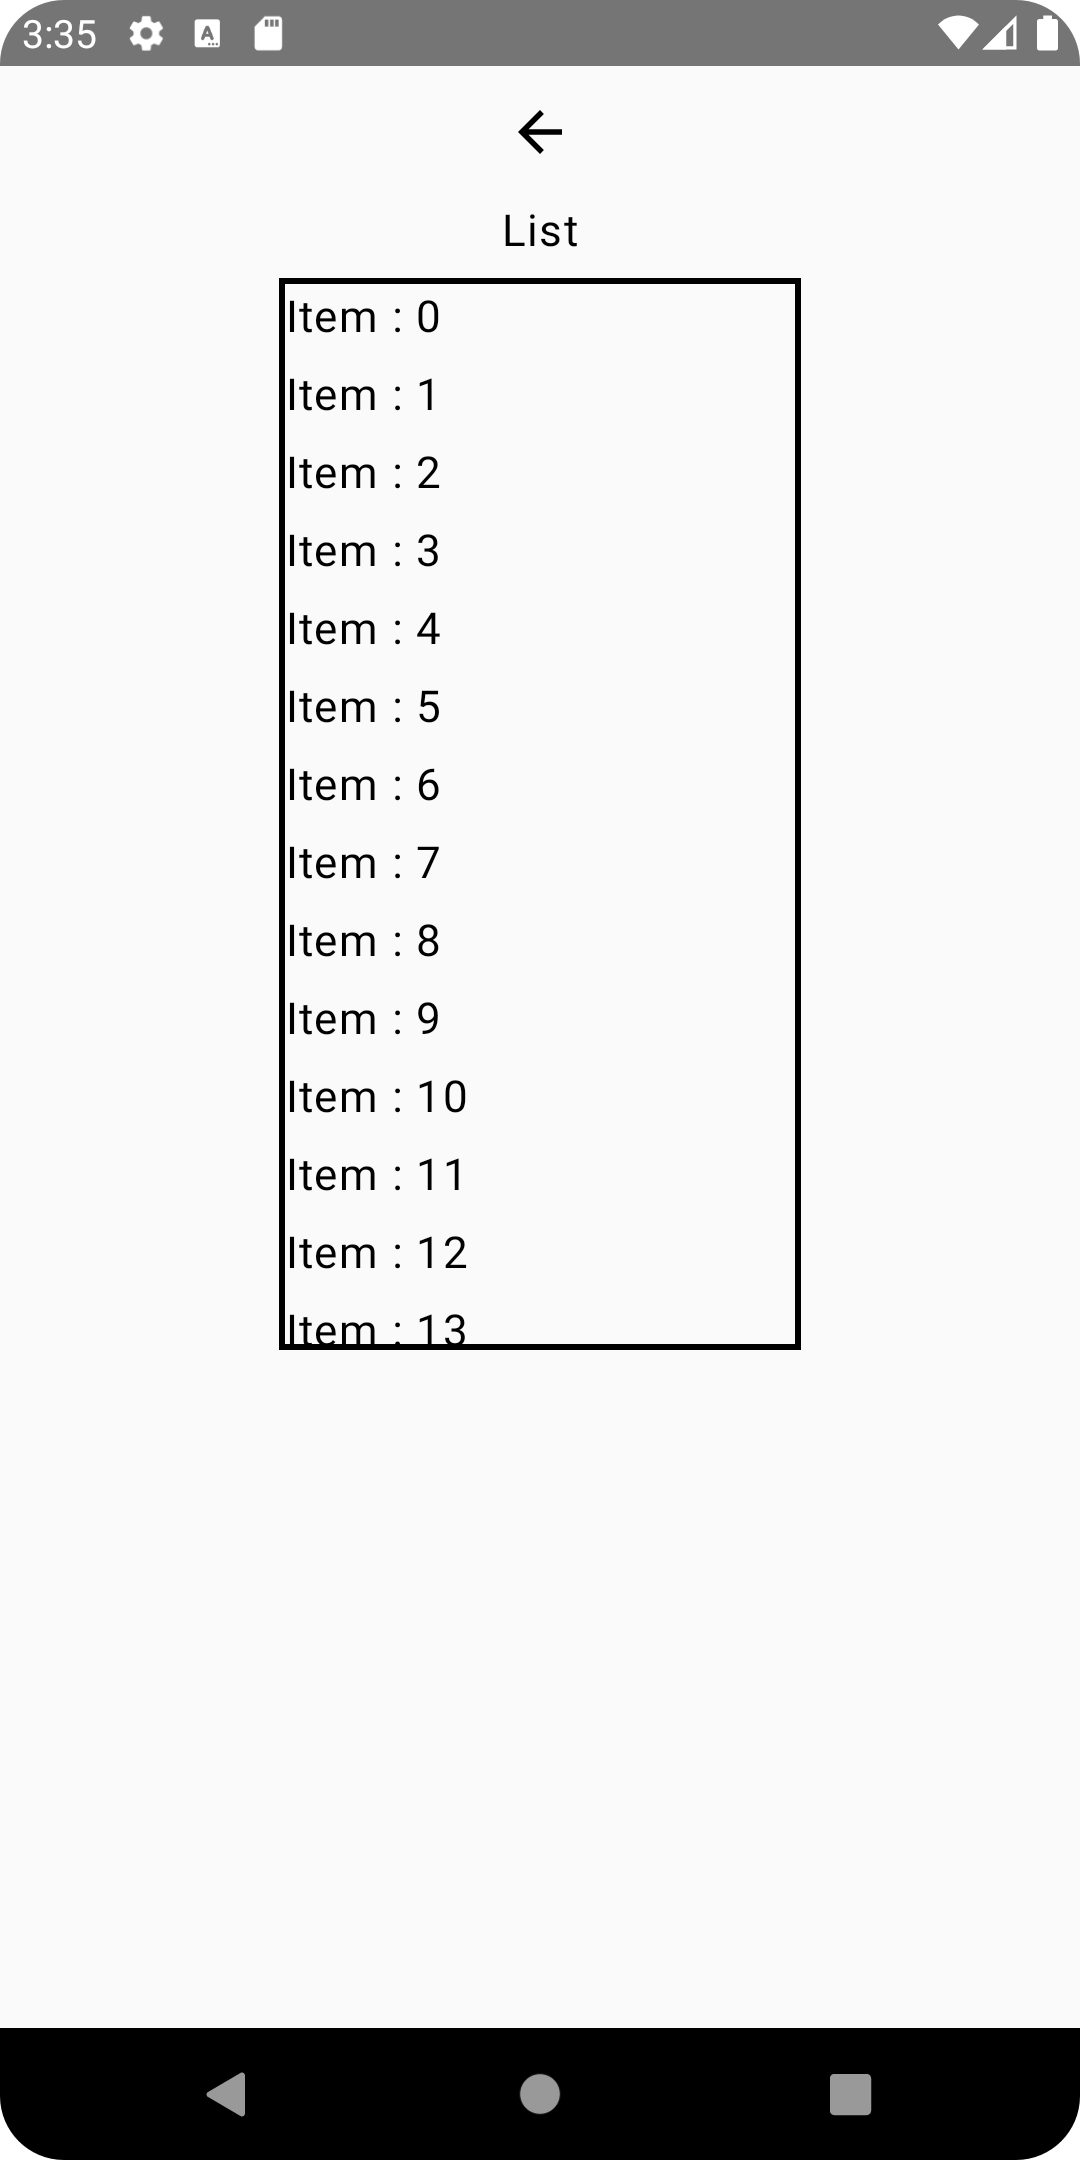 3:35
List
Item : 0
Item : 1
Item : 2
Item : 3
Item : 4
Item : 5
Item : 6
Item : 7
Item : 8
Item : 9
Item : 10
Item : 11
Item : 12
Item : 13